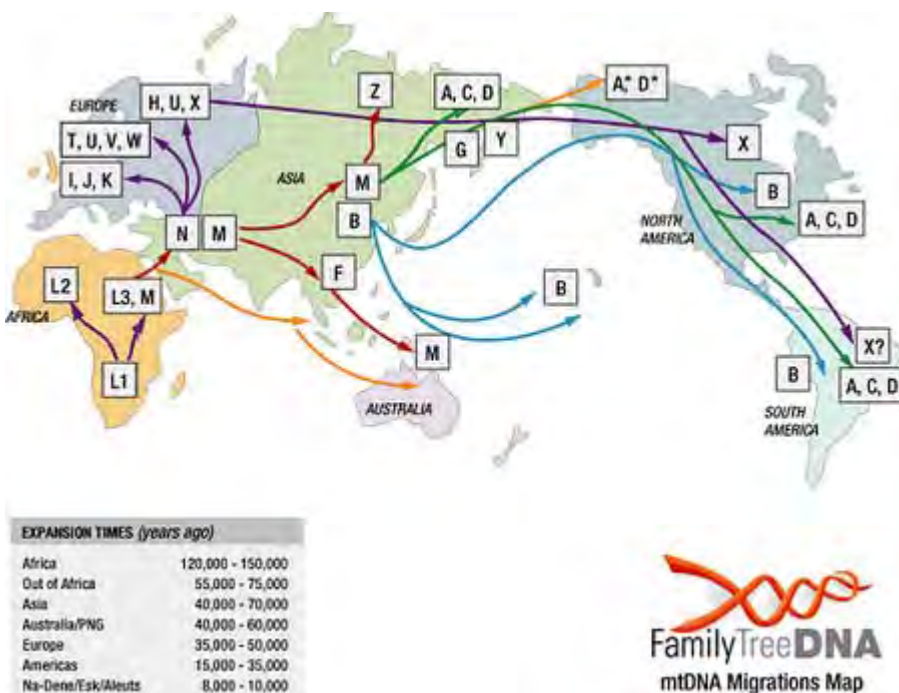 Z
A, C, D
A,* D*
EUROPE
H, U, X
T, U, V, W
G
Y
X
I, J, K
ASIA
M
B
B
NORTH
AMERICA
A, C, D
N
M
L2
L3, M
F
B
AFRICA
M
X?
L1
B
A, C, D
AUSTRALIA
SOUTH
AMERICA
EXPANSION TIMES (years ago)
Africa 120,000 - 150,000
Out of Africa 55,000 - 75,000
Asia 40,000 - 70,000
Australia/PNG 40,000 - 60,000
Europe 35,000 - 50,000
Americas 15,000 - 35,000
Na-Dene/Esk/Aleuts 8,000 - 10,000
FamilyTreeDNA
mtDNA Migrations Map